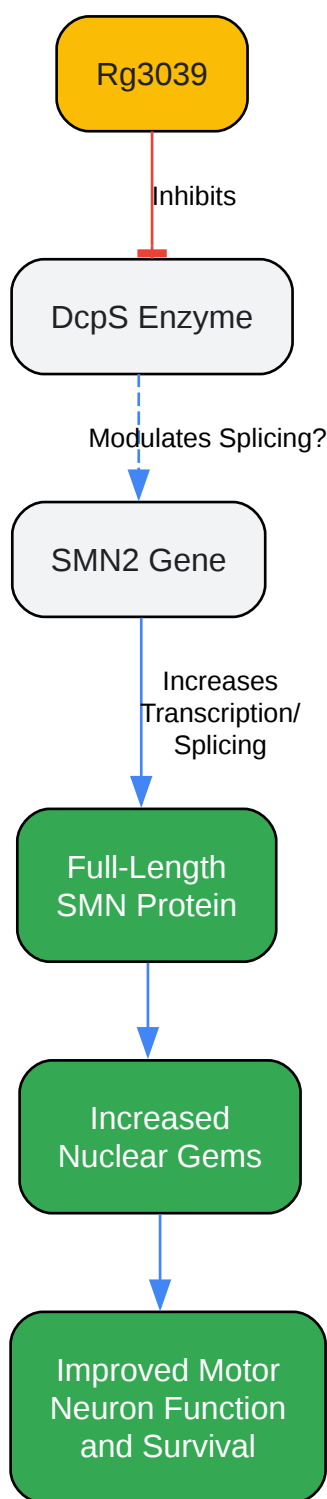 Rg3039
Inhibits
DcpS Enzyme
Modulates Splicing?
SMN2 Gene
Increases
Transcription/
Splicing
Full-Length
SMN Protein
Increased
Nuclear Gems
Improved Motor
Neuron Function
and Survival